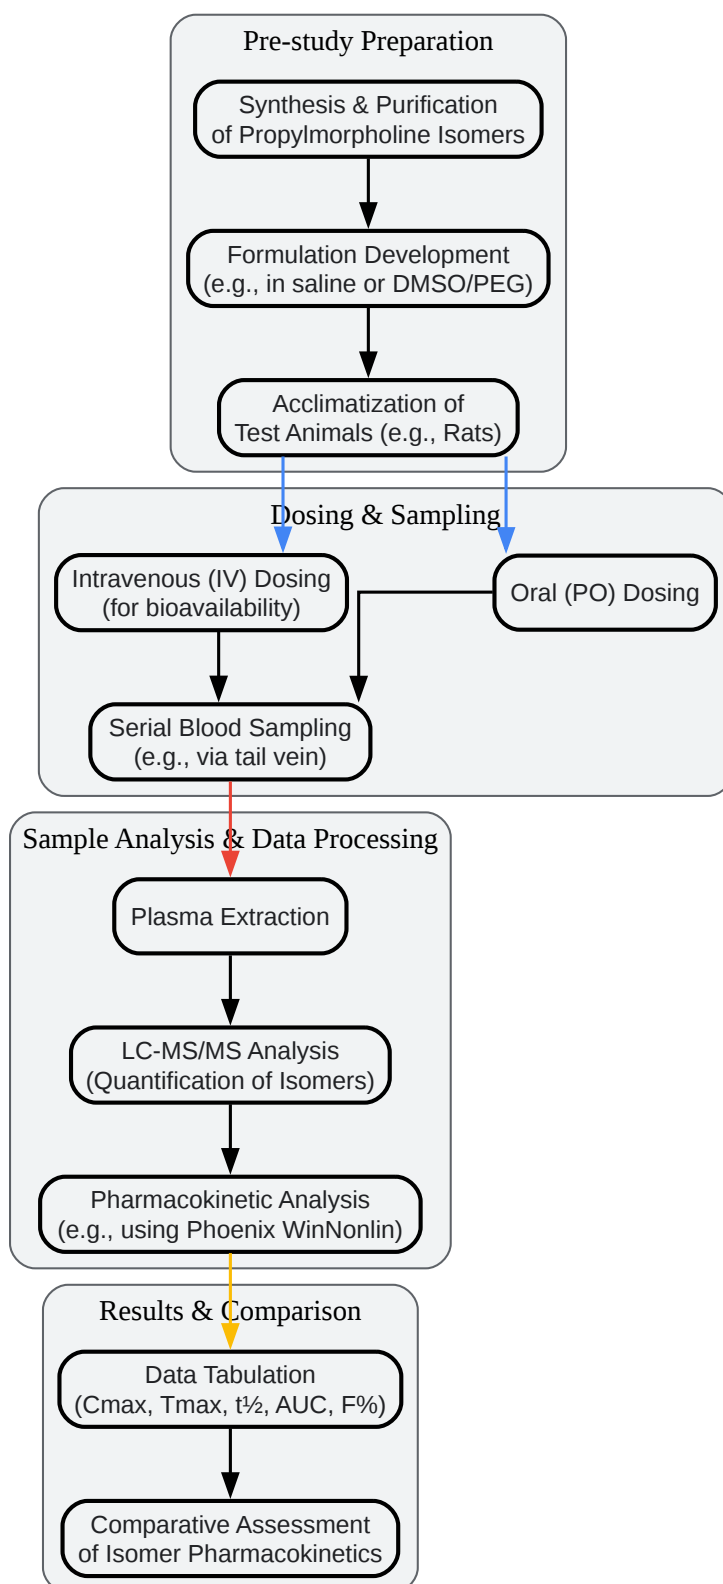 Pre-study Preparation
Synthesis & Purification
of Propylmorpholine Isomers
Formulation Development
(e.g., in saline or DMSO/PEG)
Acclimatization of
Test Animals (e.g., Rats)
Dosing & Sampling
Intravenous (IV) Dosing
(for bioavailability)
Oral (PO) Dosing
Serial Blood Sampling
(e.g., via tail vein)
Sample Analysis & Data Processing
Plasma Extraction
LC-MS/MS Analysis
(Quantification of Isomers)
Pharmacokinetic Analysis
(e.g., using Phoenix WinNonlin)
Results & Comparison
Data Tabulation
(Cmax, Tmax, t½, AUC, F%)
Comparative Assessment
of Isomer Pharmacokinetics